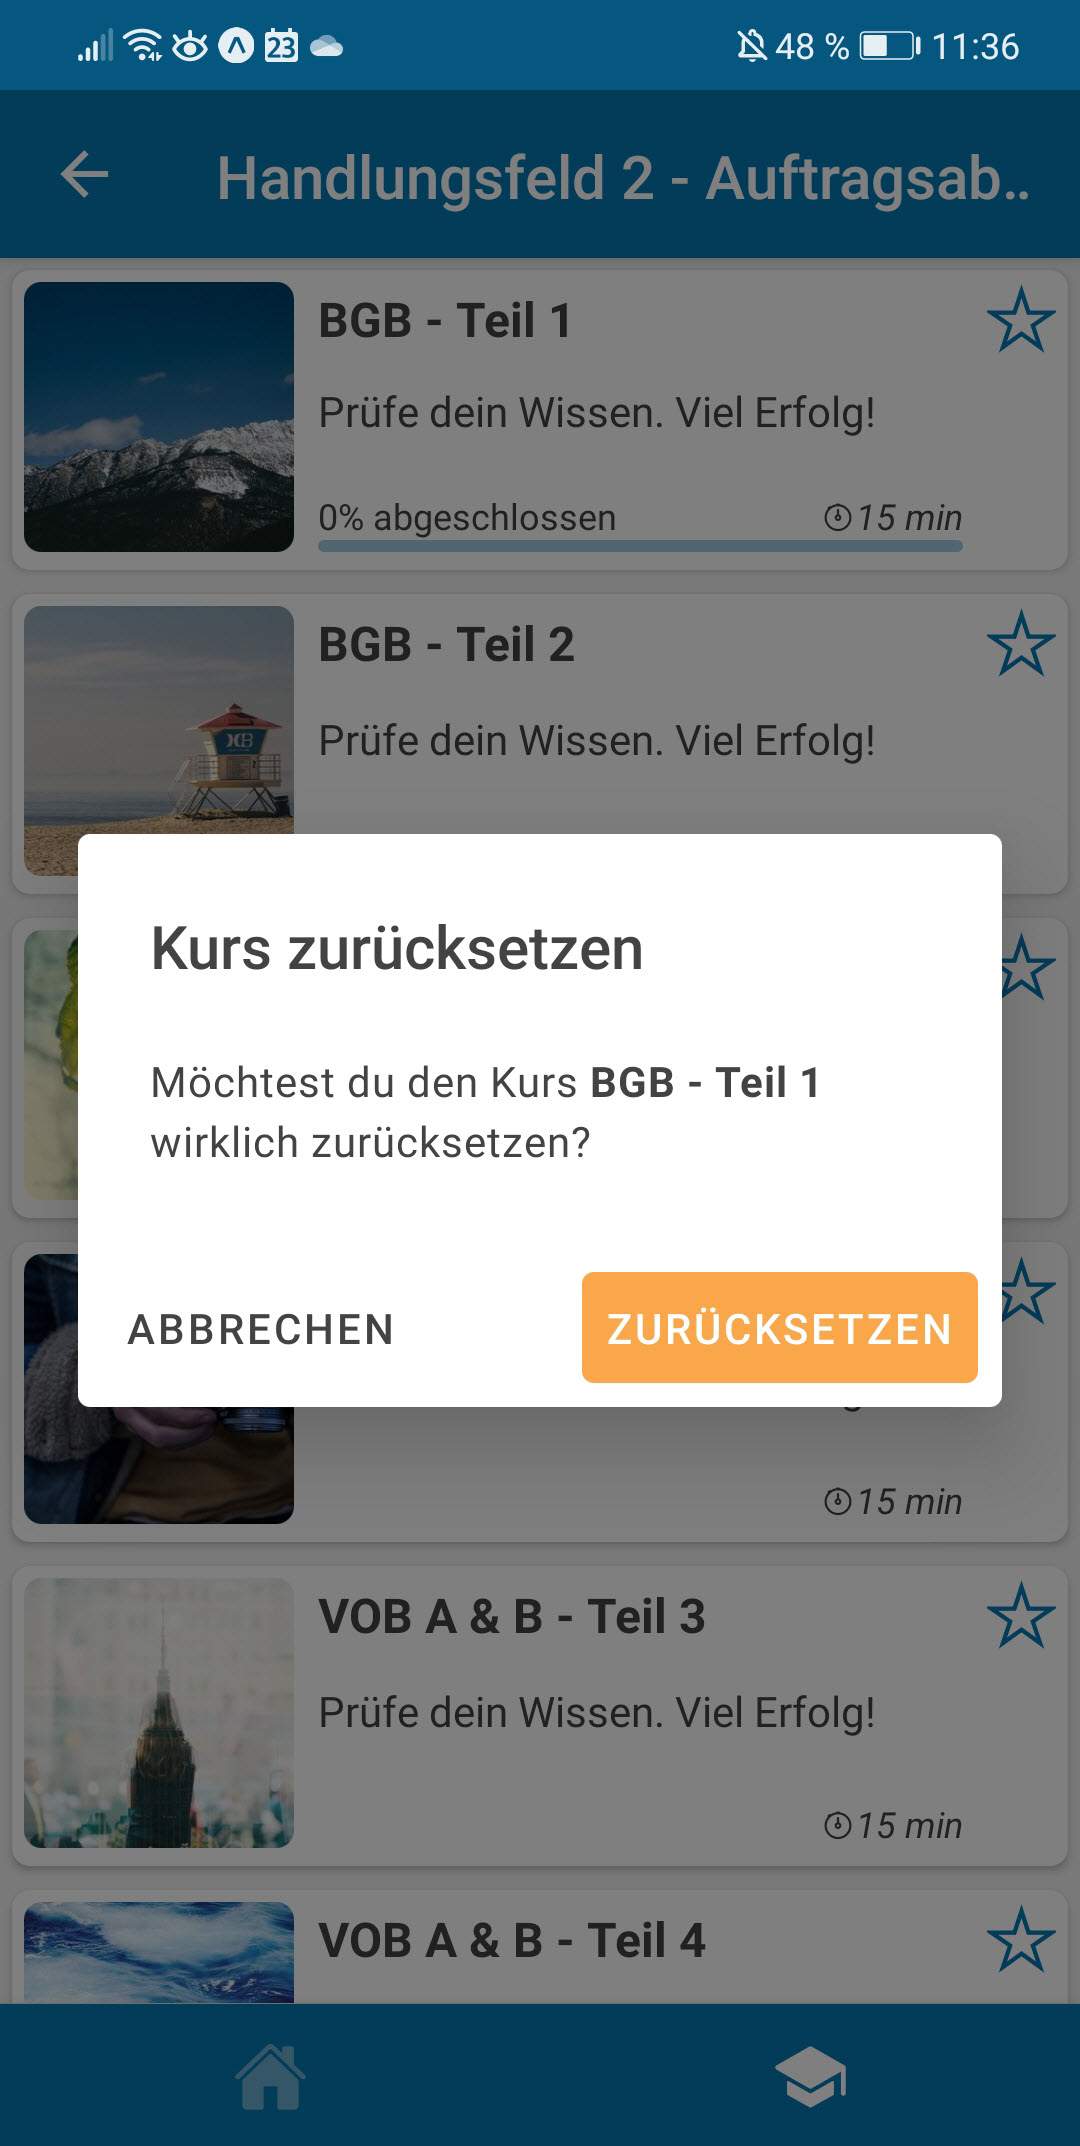 23
48 %
11:36
Handlungsfeld 2 - Auftragsab..
BGB - Teil 1
Prüfe dein Wissen. Viel Erfolg!
0% abgeschlossen
15 min
BGB - Teil 2
Prüfe dein Wissen. Viel Erfolg!
Kurs zurücksetzen
Möchtest du den Kurs BGB - Teil 1
wirklich zurücksetzen?
ABBRECHEN
ZURÜCKSETZEN
15 min
VOB A & B - Teil 3
Prüfe dein Wissen. Viel Erfolg!
15 min
VOB A & B - Teil 4